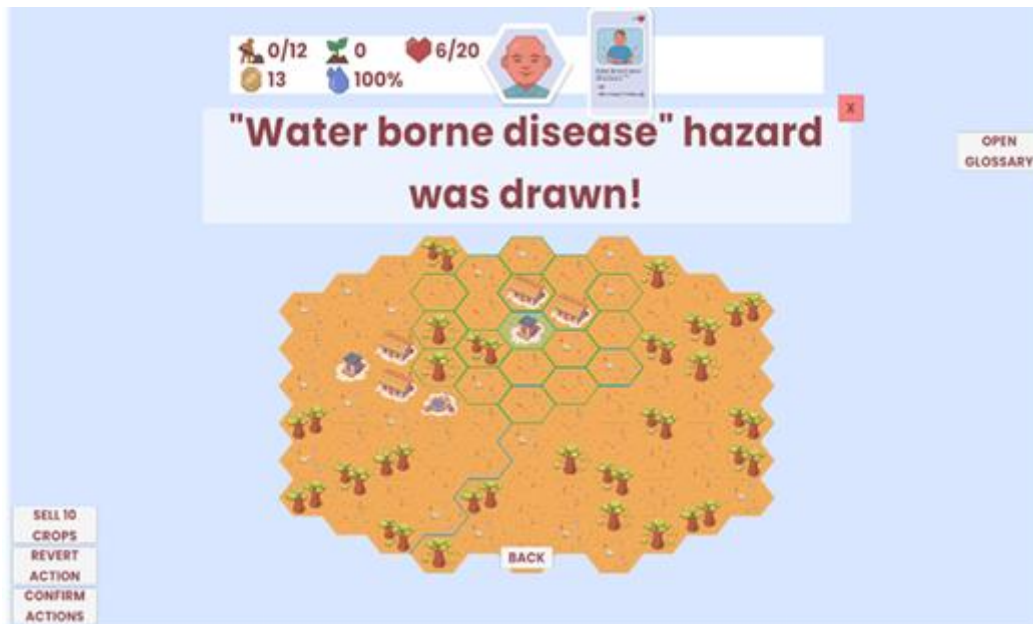 0/12 0 6/20
13 100%
"Water borne disease" hazard
was drawn!
X
OPEN
GLOSSARY
SELL 10
CROPS
REVERT
ACTION
CONFIRM
ACTIONS
BACK